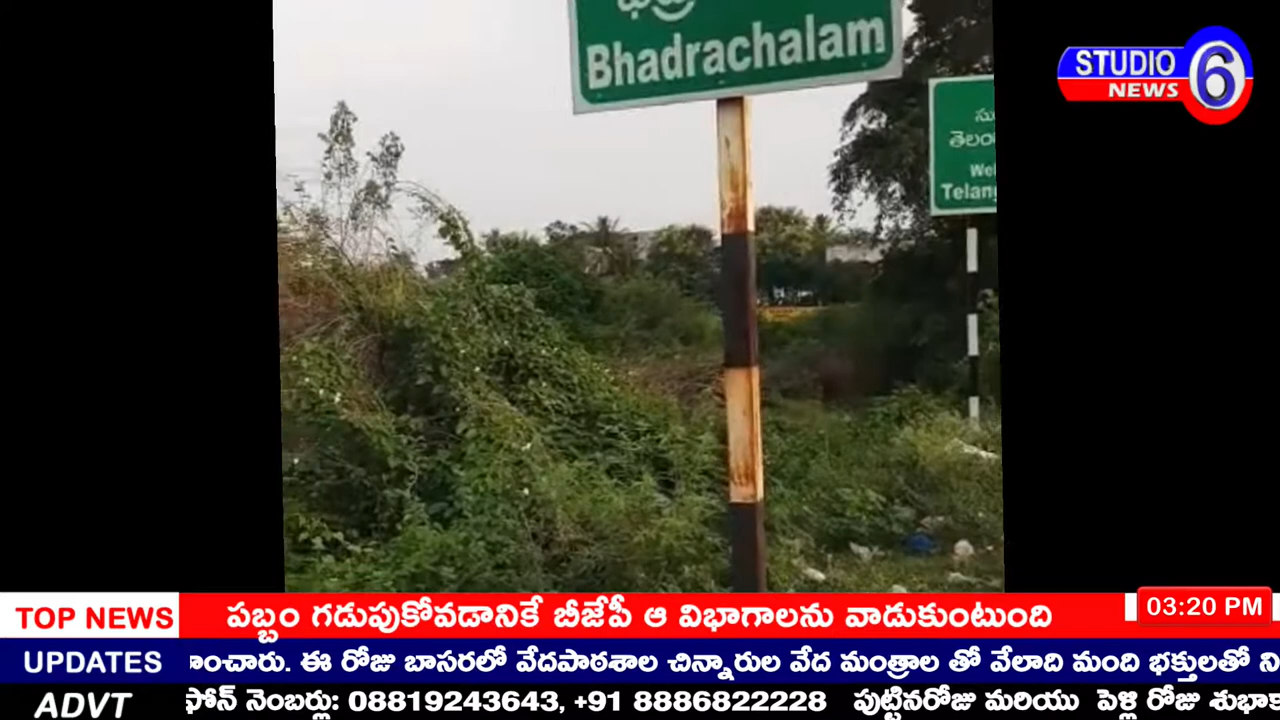 Bhadrachalam
STUDIO
NEWS
6
TOP NEWS
పబ్బం గడుపుకోవడానికే బీజేపీ ఆ విభాగాలను వాడుకుంటుంది
03:20 PM
UPDATES
ఈ రోజు బాసరలో వేదపాఠశాల చిన్నారుల వేద మంత్రాల తో వేలాది మంది భక్తులతో
ADVT
ఫోన్ నెంబర్లు: 08819243643, +91 8886822228 పుట్టినరోజు మరియు పెళ్లి రోజు